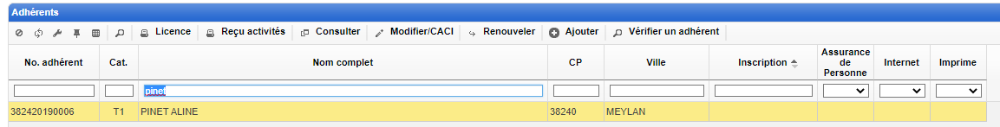 Adhérents
Licence Reçu activités Consulter Modifier/CACI Renouveler Ajouter Vérifier un adhérent
No. adhérent Cat. Nom complet CP Ville Inscription Assurance de Personne Internet Imprime
pinet
382420190006 T1 PINET ALINE 38240 MEYLAN